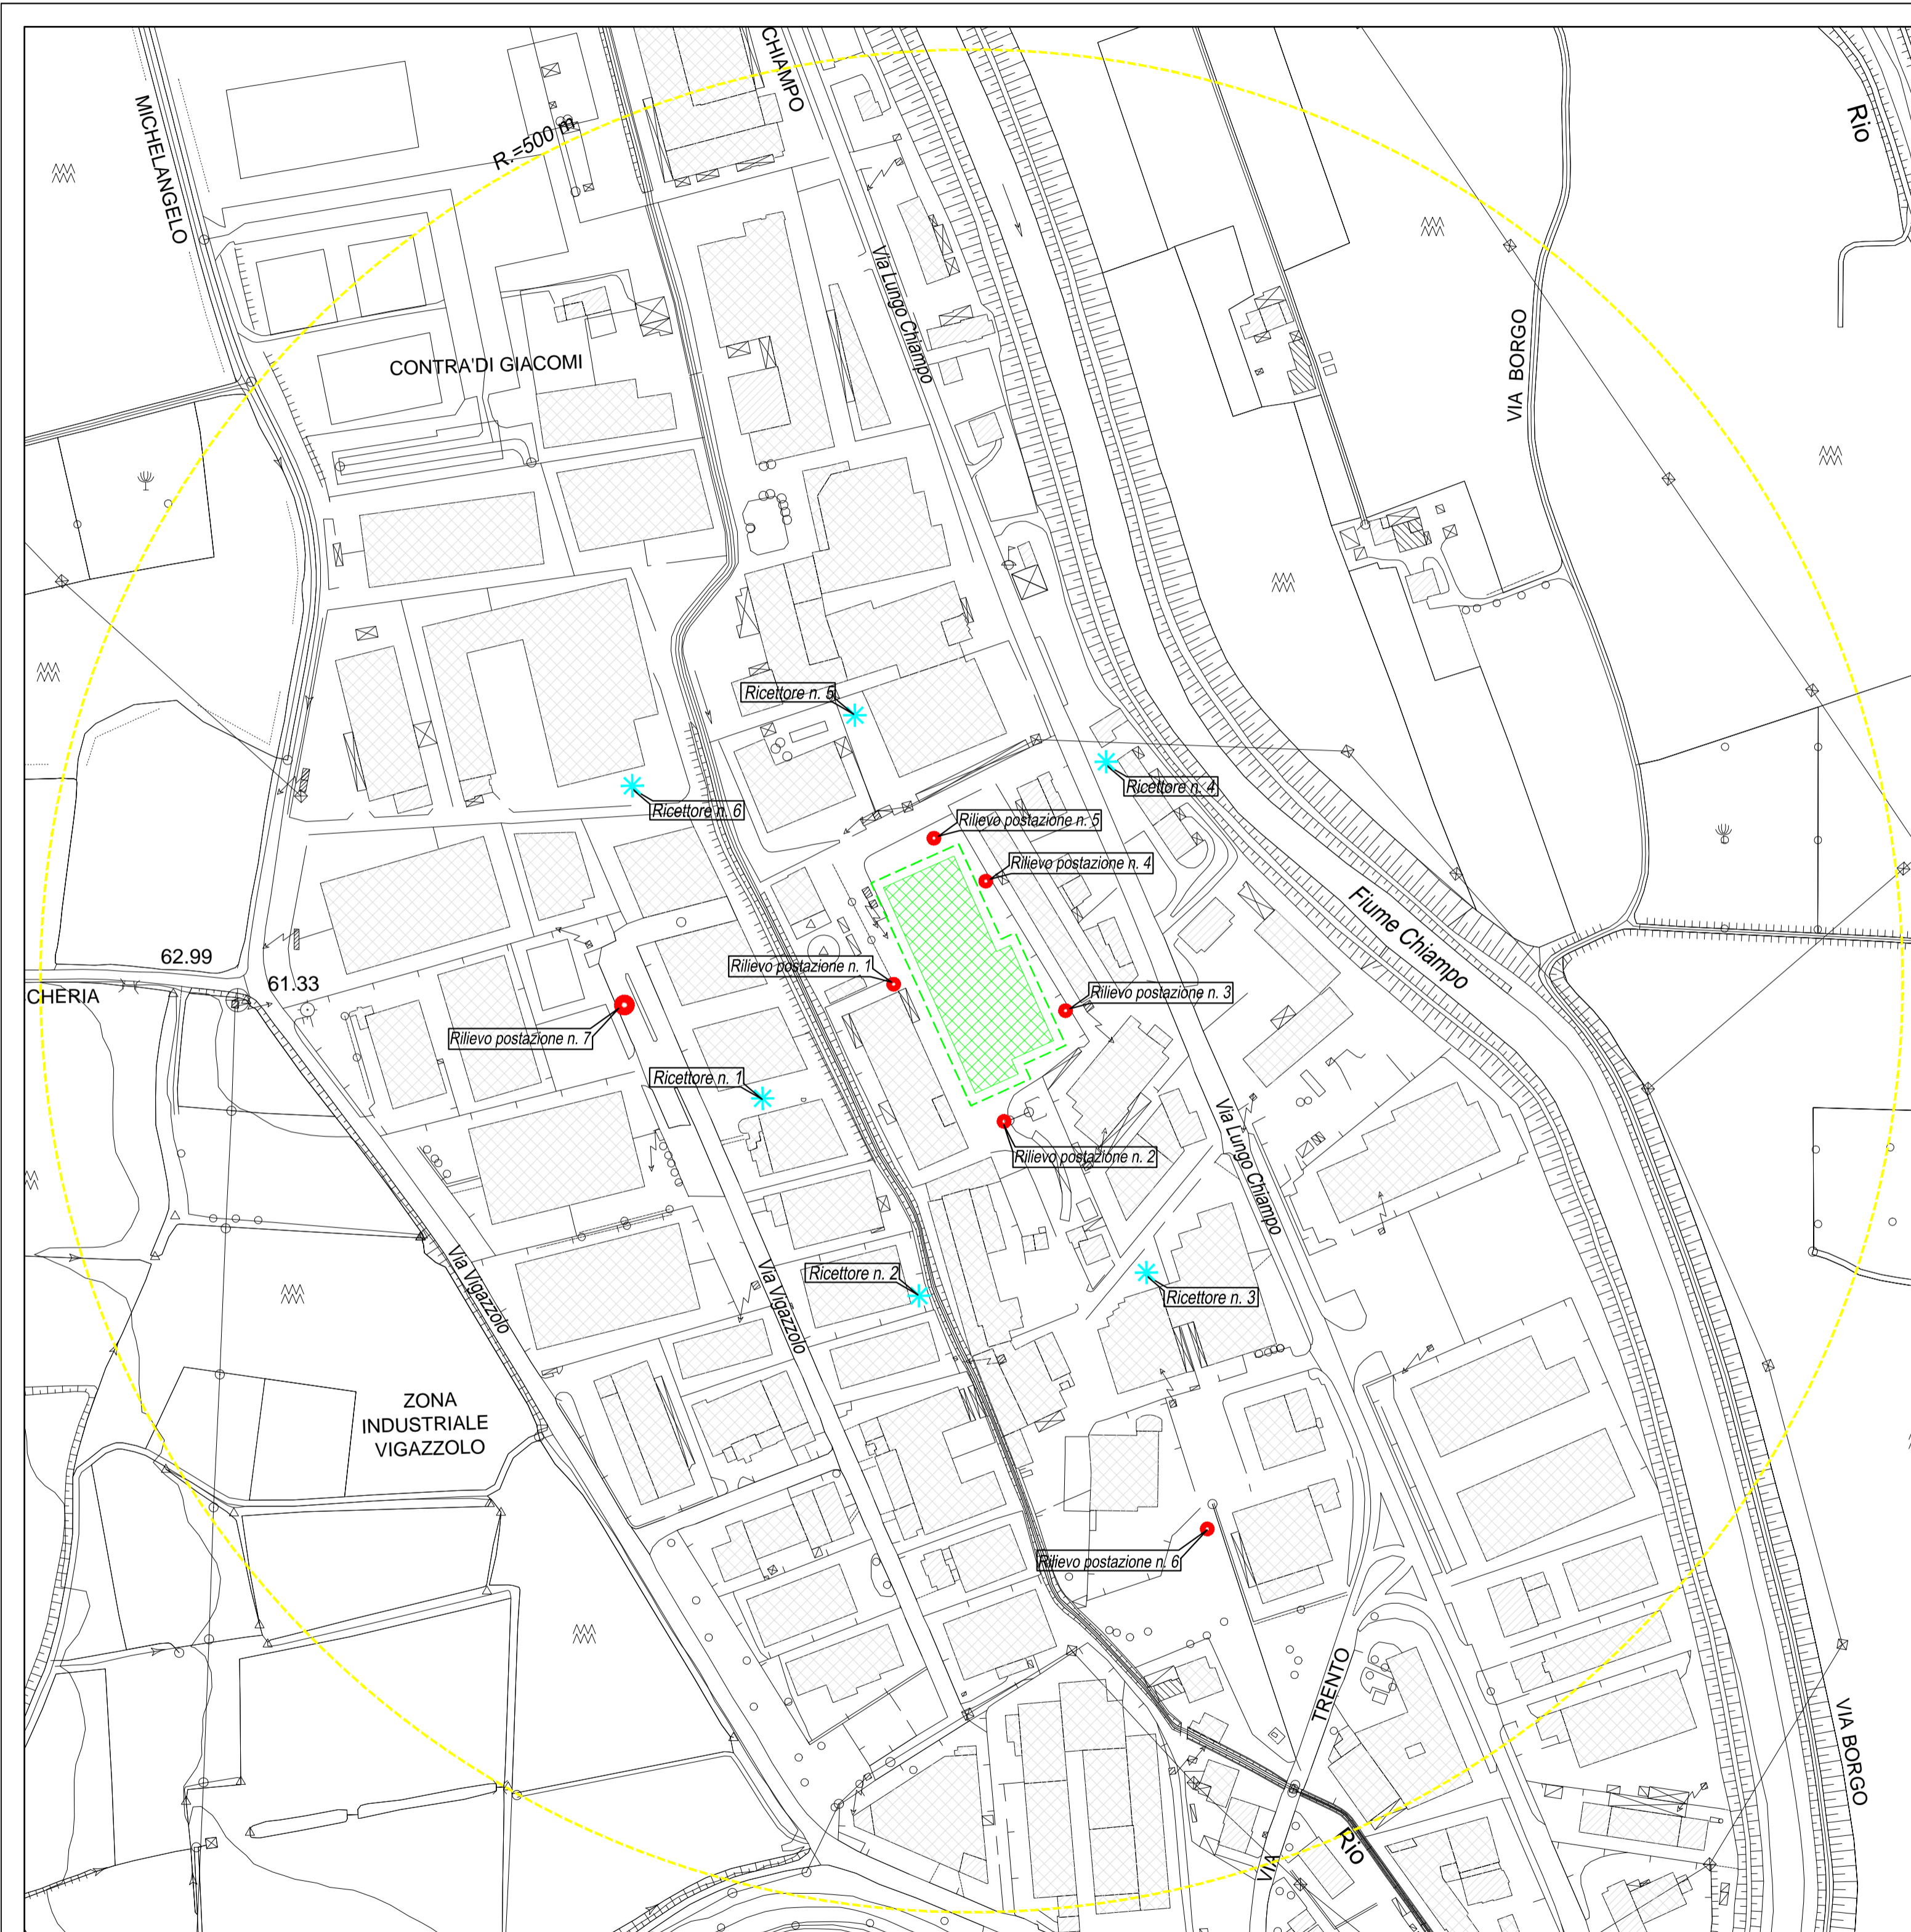 CHIAMPO
MICHELANGELO
R.=500 m
Rio
Via Lungo Chiampo
VIA BORGO
CONTRA'DI GIACOMI
Ricettore n. 5
Ricettore n. 4
Ricettore n. 6
Rilievo postazione n. 5
Rilievo postazione n. 4
Fiume Chiampo
62.99
61.33
CHERIA
Rilievo postazione n. 1
Rilievo postazione n. 3
Rilievo postazione n. 7
Ricettore n. 1
Rilievo postazione n. 2
Via Lungo Chiampo
Via Vigazzolo
Via Vigazzolo
Ricettore n. 2
Ricettore n. 3
ZONA
INDUSTRIALE
VIGAZZOLO
Rilievo postazione n. 6
VIA TRENTO
VIA BORGO
Rio